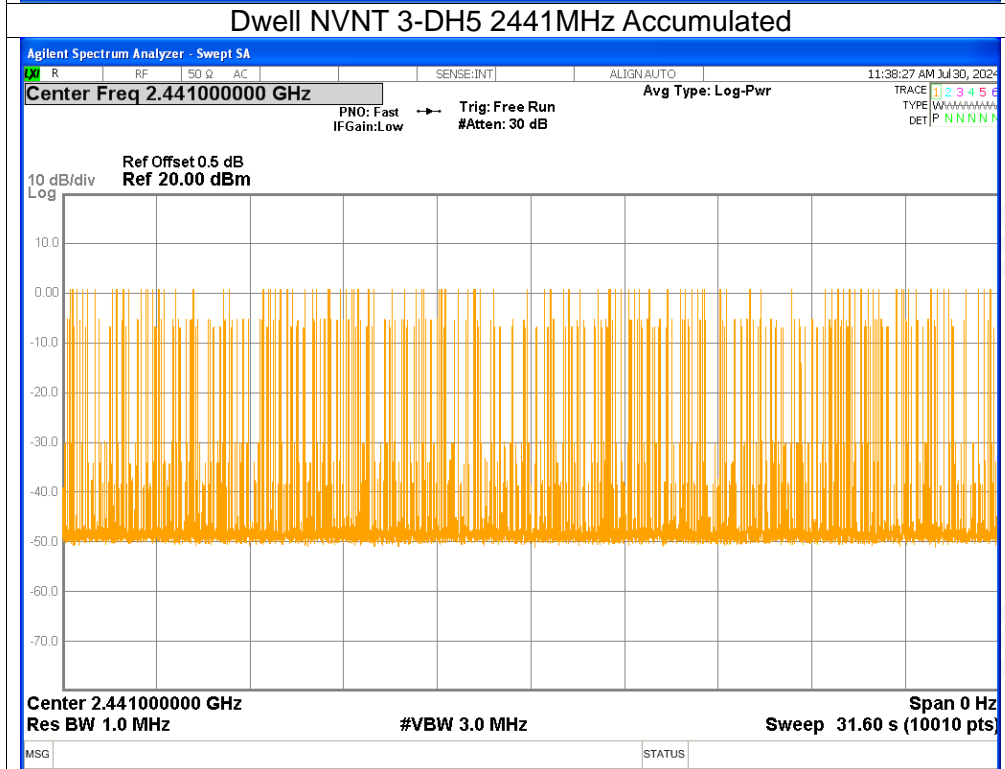 Dwell NVNT 3-DH5 2441MHz Accumulated
Agilent Spectrum Analyzer - Swept SA
LXI R RF 50 Ω AC SENSE:INT ALIGN AUTO 11:38:27 AM Jul 30, 2024
Center Freq 2.441000000 GHz Avg Type: Log-Pwr TRACE 1 2 3 4 5 6
PNO: Fast Trig: Free Run TYPE
IFGain:Low #Atten: 30 dB DET P N N N N N
Ref Offset 0.5 dB
10 dB/div Ref 20.00 dBm
Log
10.0
0.00
-10.0
-20.0
-30.0
-40.0
-50.0
-60.0
-70.0
Center 2.441000000 GHz Span 0 Hz
Res BW 1.0 MHz #VBW 3.0 MHz Sweep 31.60 s (10010 pts)
MSG STATUS